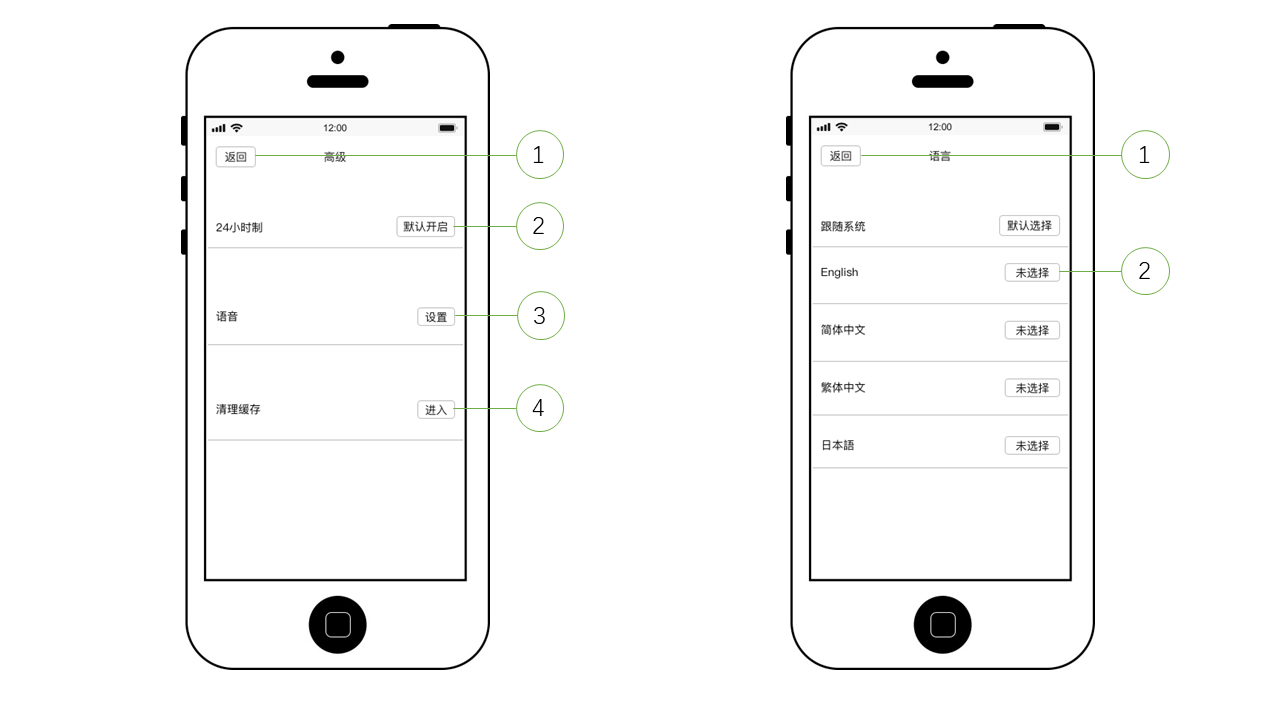 12:00
返回
高级
1
24小时制
默认开启
2
语音
设置
3
清理缓存
进入
4
12:00
返回
语言
1
跟随系统
默认选择
English
未选择
2
简体中文
未选择
繁体中文
未选择
日本語
未选择